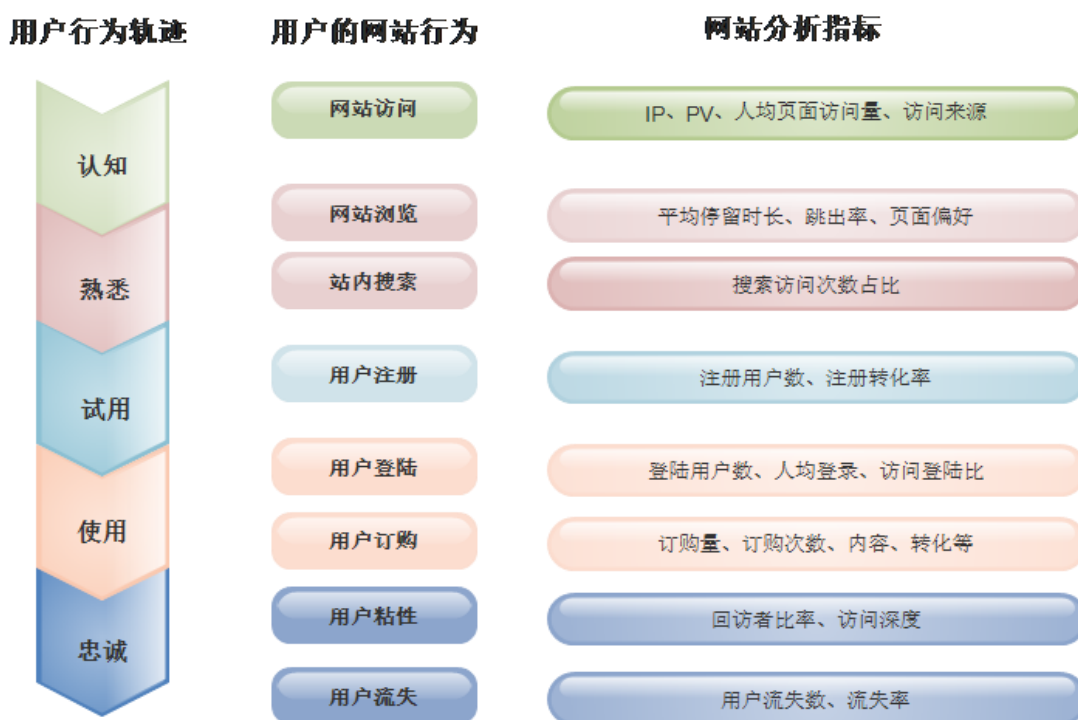 用户行为轨迹
用户的网站行为
网站分析指标
认知
网站访问
IP、PV、人均页面访问量、访问来源
熟悉
网站浏览
平均停留时长、跳出率、页面偏好
站内搜索
搜索访问次数占比
试用
用户注册
注册用户数、注册转化率
使用
用户登陆
登陆用户数、人均登录、访问登陆比
用户订购
订购量、订购次数、内容、转化等
忠诚
用户粘性
回访者比率、访问深度
用户流失
用户流失数、流失率